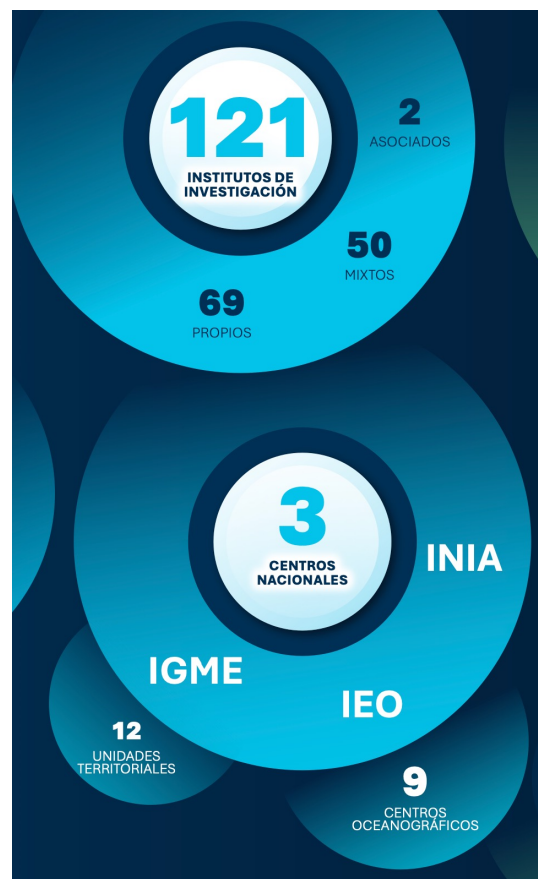 121
INSTITUTOS DE
INVESTIGACIÓN
2
ASOCIADOS
50
MIXTOS
69
PROPIOS
3
CENTROS
NACIONALES
INIA
IGME
IEO
12
UNIDADES
TERRITORIALES
9
CENTROS
OCEANOGRÁFICOS